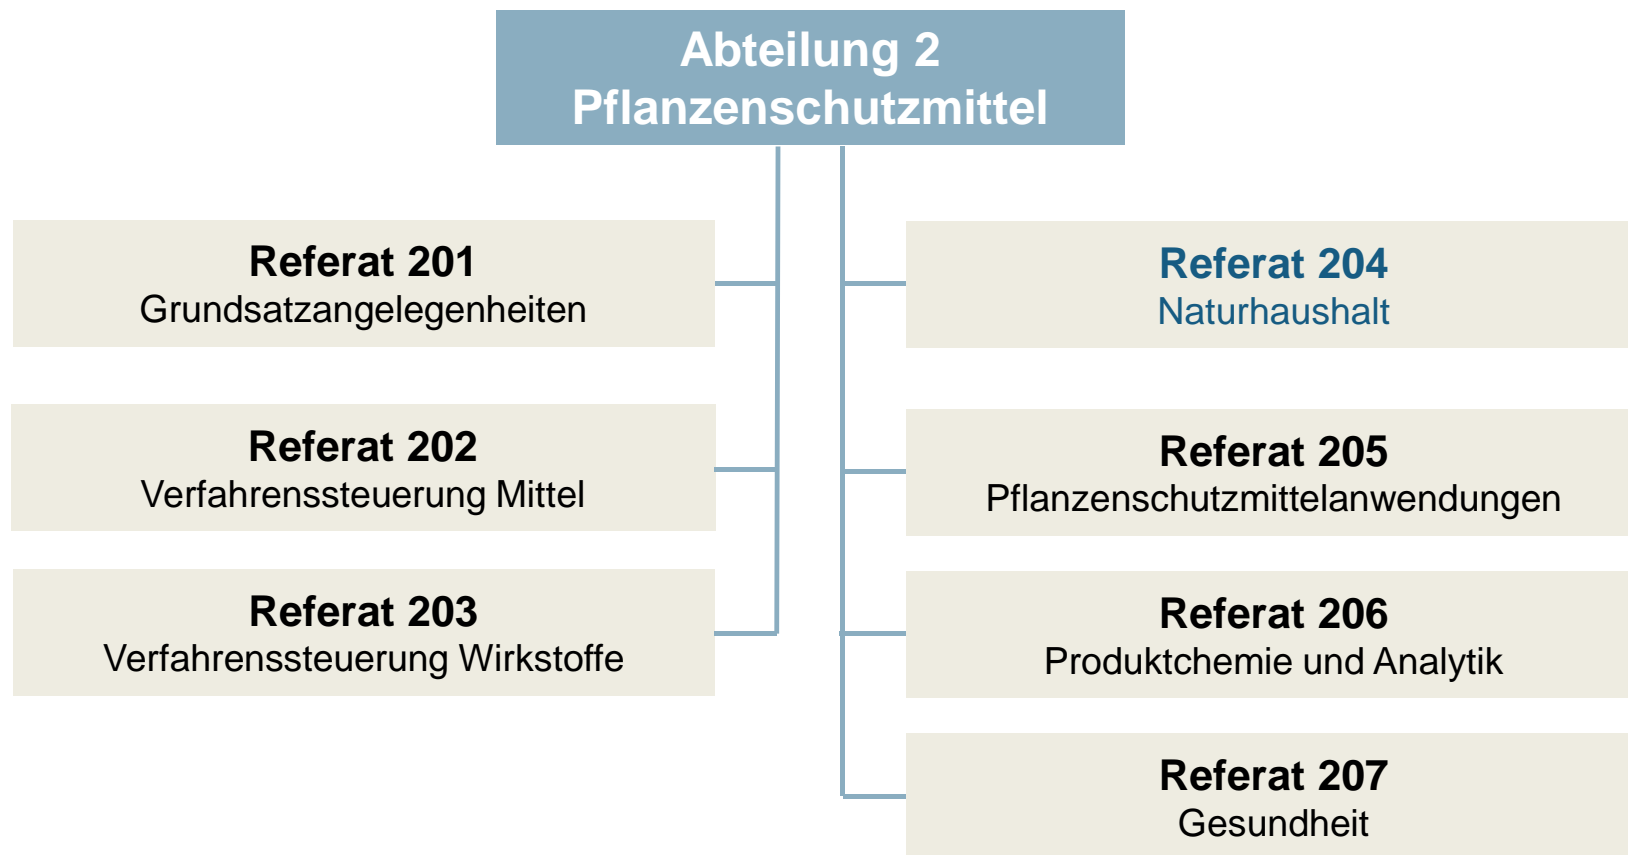 Abteilung 2
Pflanzenschutzmittel
Referat 201
Grundsatzangelegenheiten
Referat 202
Verfahrenssteuerung Mittel
Referat 203
Verfahrenssteuerung Wirkstoffe
Referat 204
Naturhaushalt
Referat 205
Pflanzenschutzmittelanwendungen
Referat 206
Produktchemie und Analytik
Referat 207
Gesundheit